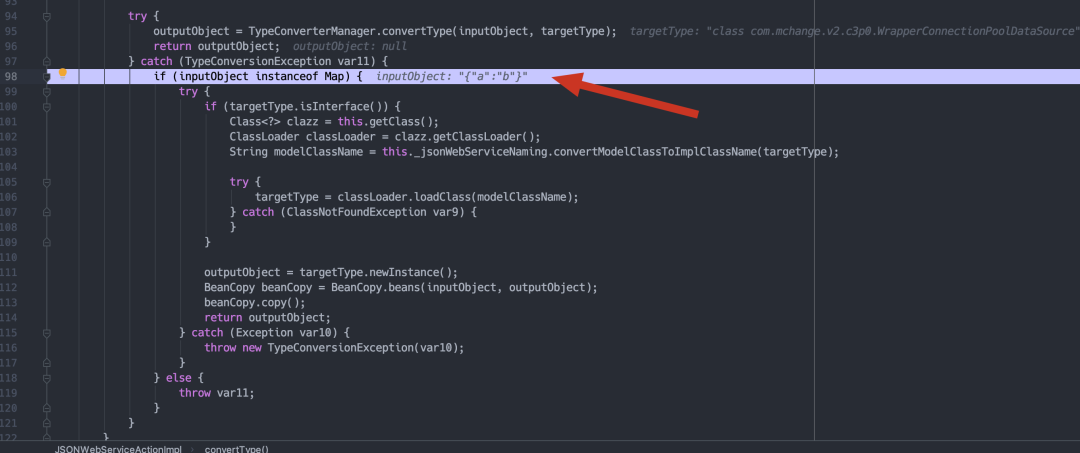 93
94 try {
95 outputObject = TypeConverterManager.convertType(inputObject, targetType); targetType: "class com.mchange.v2.c3p0.WrapperConnectionPoolDataSource"
96 return outputObject; outputObject: null
97 } catch (TypeConversionException var11) {
98 if (inputObject instanceof Map) { inputObject: "{"a":"b"}"
99 try {
100 if (targetType.isInterface()) {
101 Class<?> clazz = this.getClass();
102 ClassLoader classLoader = clazz.getClassLoader();
103 String modelClassName = this._jsonWebServiceNaming.convertModelClassToImplClassName(targetType);
104
105 try {
106 targetType = classLoader.loadClass(modelClassName);
107 } catch (ClassNotFoundException var9) {
108 }
109 }
110
111 outputObject = targetType.newInstance();
112 BeanCopy beanCopy = BeanCopy.beans(inputObject, outputObject);
113 beanCopy.copy();
114 return outputObject;
115 } catch (Exception var10) {
116 throw new TypeConversionException(var10);
117 }
118 } else {
119 throw var11;
120 }
121 }
122 }
JSONWebServiceActionImpl › convertType()